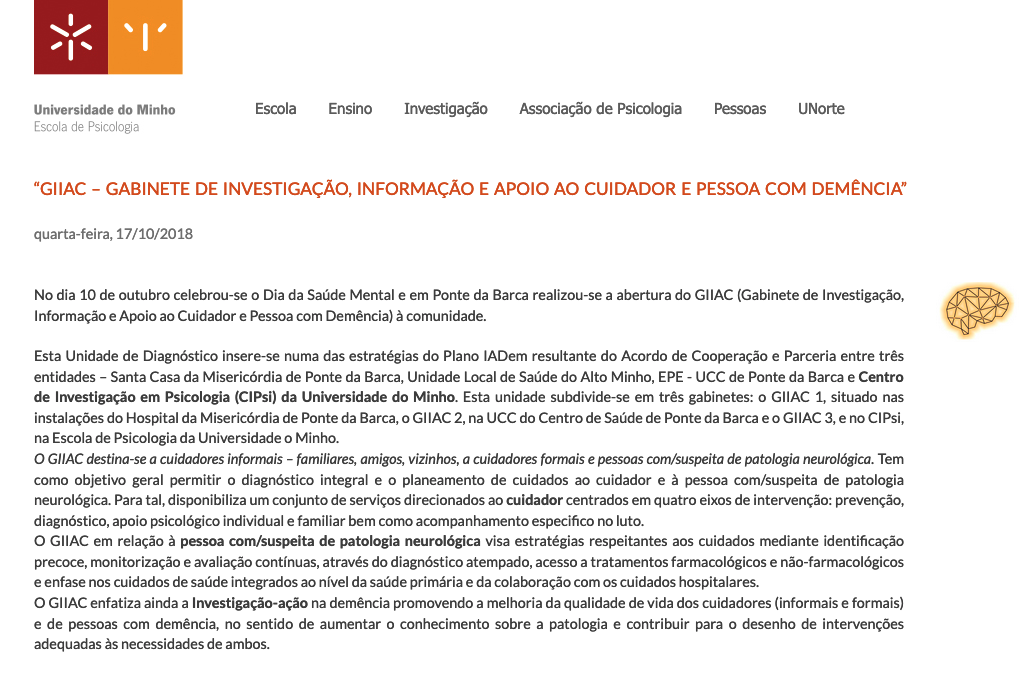 Universidade do Minho
Escola de Psicologia
Escola Ensino Investigação Associação de Psicologia Pessoas UNorte
“GIIAC – GABINETE DE INVESTIGAÇÃO, INFORMAÇÃO E APOIO AO CUIDADOR E PESSOA COM DEMÊNCIA”
quarta-feira, 17/10/2018
No dia 10 de outubro celebrou-se o Dia da Saúde Mental e em Ponte da Barca realizou-se a abertura do GIIAC (Gabinete de Investigação,
Informação e Apoio ao Cuidador e Pessoa com Demência) à comunidade.
Esta Unidade de Diagnóstico insere-se numa das estratégias do Plano IADem resultante do Acordo de Cooperação e Parceria entre três
entidades – Santa Casa da Misericórdia de Ponte da Barca, Unidade Local de Saúde do Alto Minho, EPE - UCC de Ponte da Barca e Centro
de Investigação em Psicologia (CIPsi) da Universidade do Minho. Esta unidade subdivide-se em três gabinetes: o GIIAC 1, situado nas
instalações do Hospital da Misericórdia de Ponte da Barca, o GIIAC 2, na UCC do Centro de Saúde de Ponte da Barca e o GIIAC 3, e no CIPsi,
na Escola de Psicologia da Universidade o Minho.
O GIIAC destina-se a cuidadores informais – familiares, amigos, vizinhos, a cuidadores formais e pessoas com/suspeita de patologia neurológica. Tem
como objetivo geral permitir o diagnóstico integral e o planeamento de cuidados ao cuidador e à pessoa com/suspeita de patologia
neurológica. Para tal, disponibiliza um conjunto de serviços direcionados ao cuidador centrados em quatro eixos de intervenção: prevenção,
diagnóstico, apoio psicológico individual e familiar bem como acompanhamento especifico no luto.
O GIIAC em relação à pessoa com/suspeita de patologia neurológica visa estratégias respeitantes aos cuidados mediante identificação
precoce, monitorização e avaliação contínuas, através do diagnóstico atempado, acesso a tratamentos farmacológicos e não-farmacológicos
e enfase nos cuidados de saúde integrados ao nível da saúde primária e da colaboração com os cuidados hospitalares.
O GIIAC enfatiza ainda a Investigação-ação na demência promovendo a melhoria da qualidade de vida dos cuidadores (informais e formais)
e de pessoas com demência, no sentido de aumentar o conhecimento sobre a patologia e contribuir para o desenho de intervenções
adequadas às necessidades de ambos.